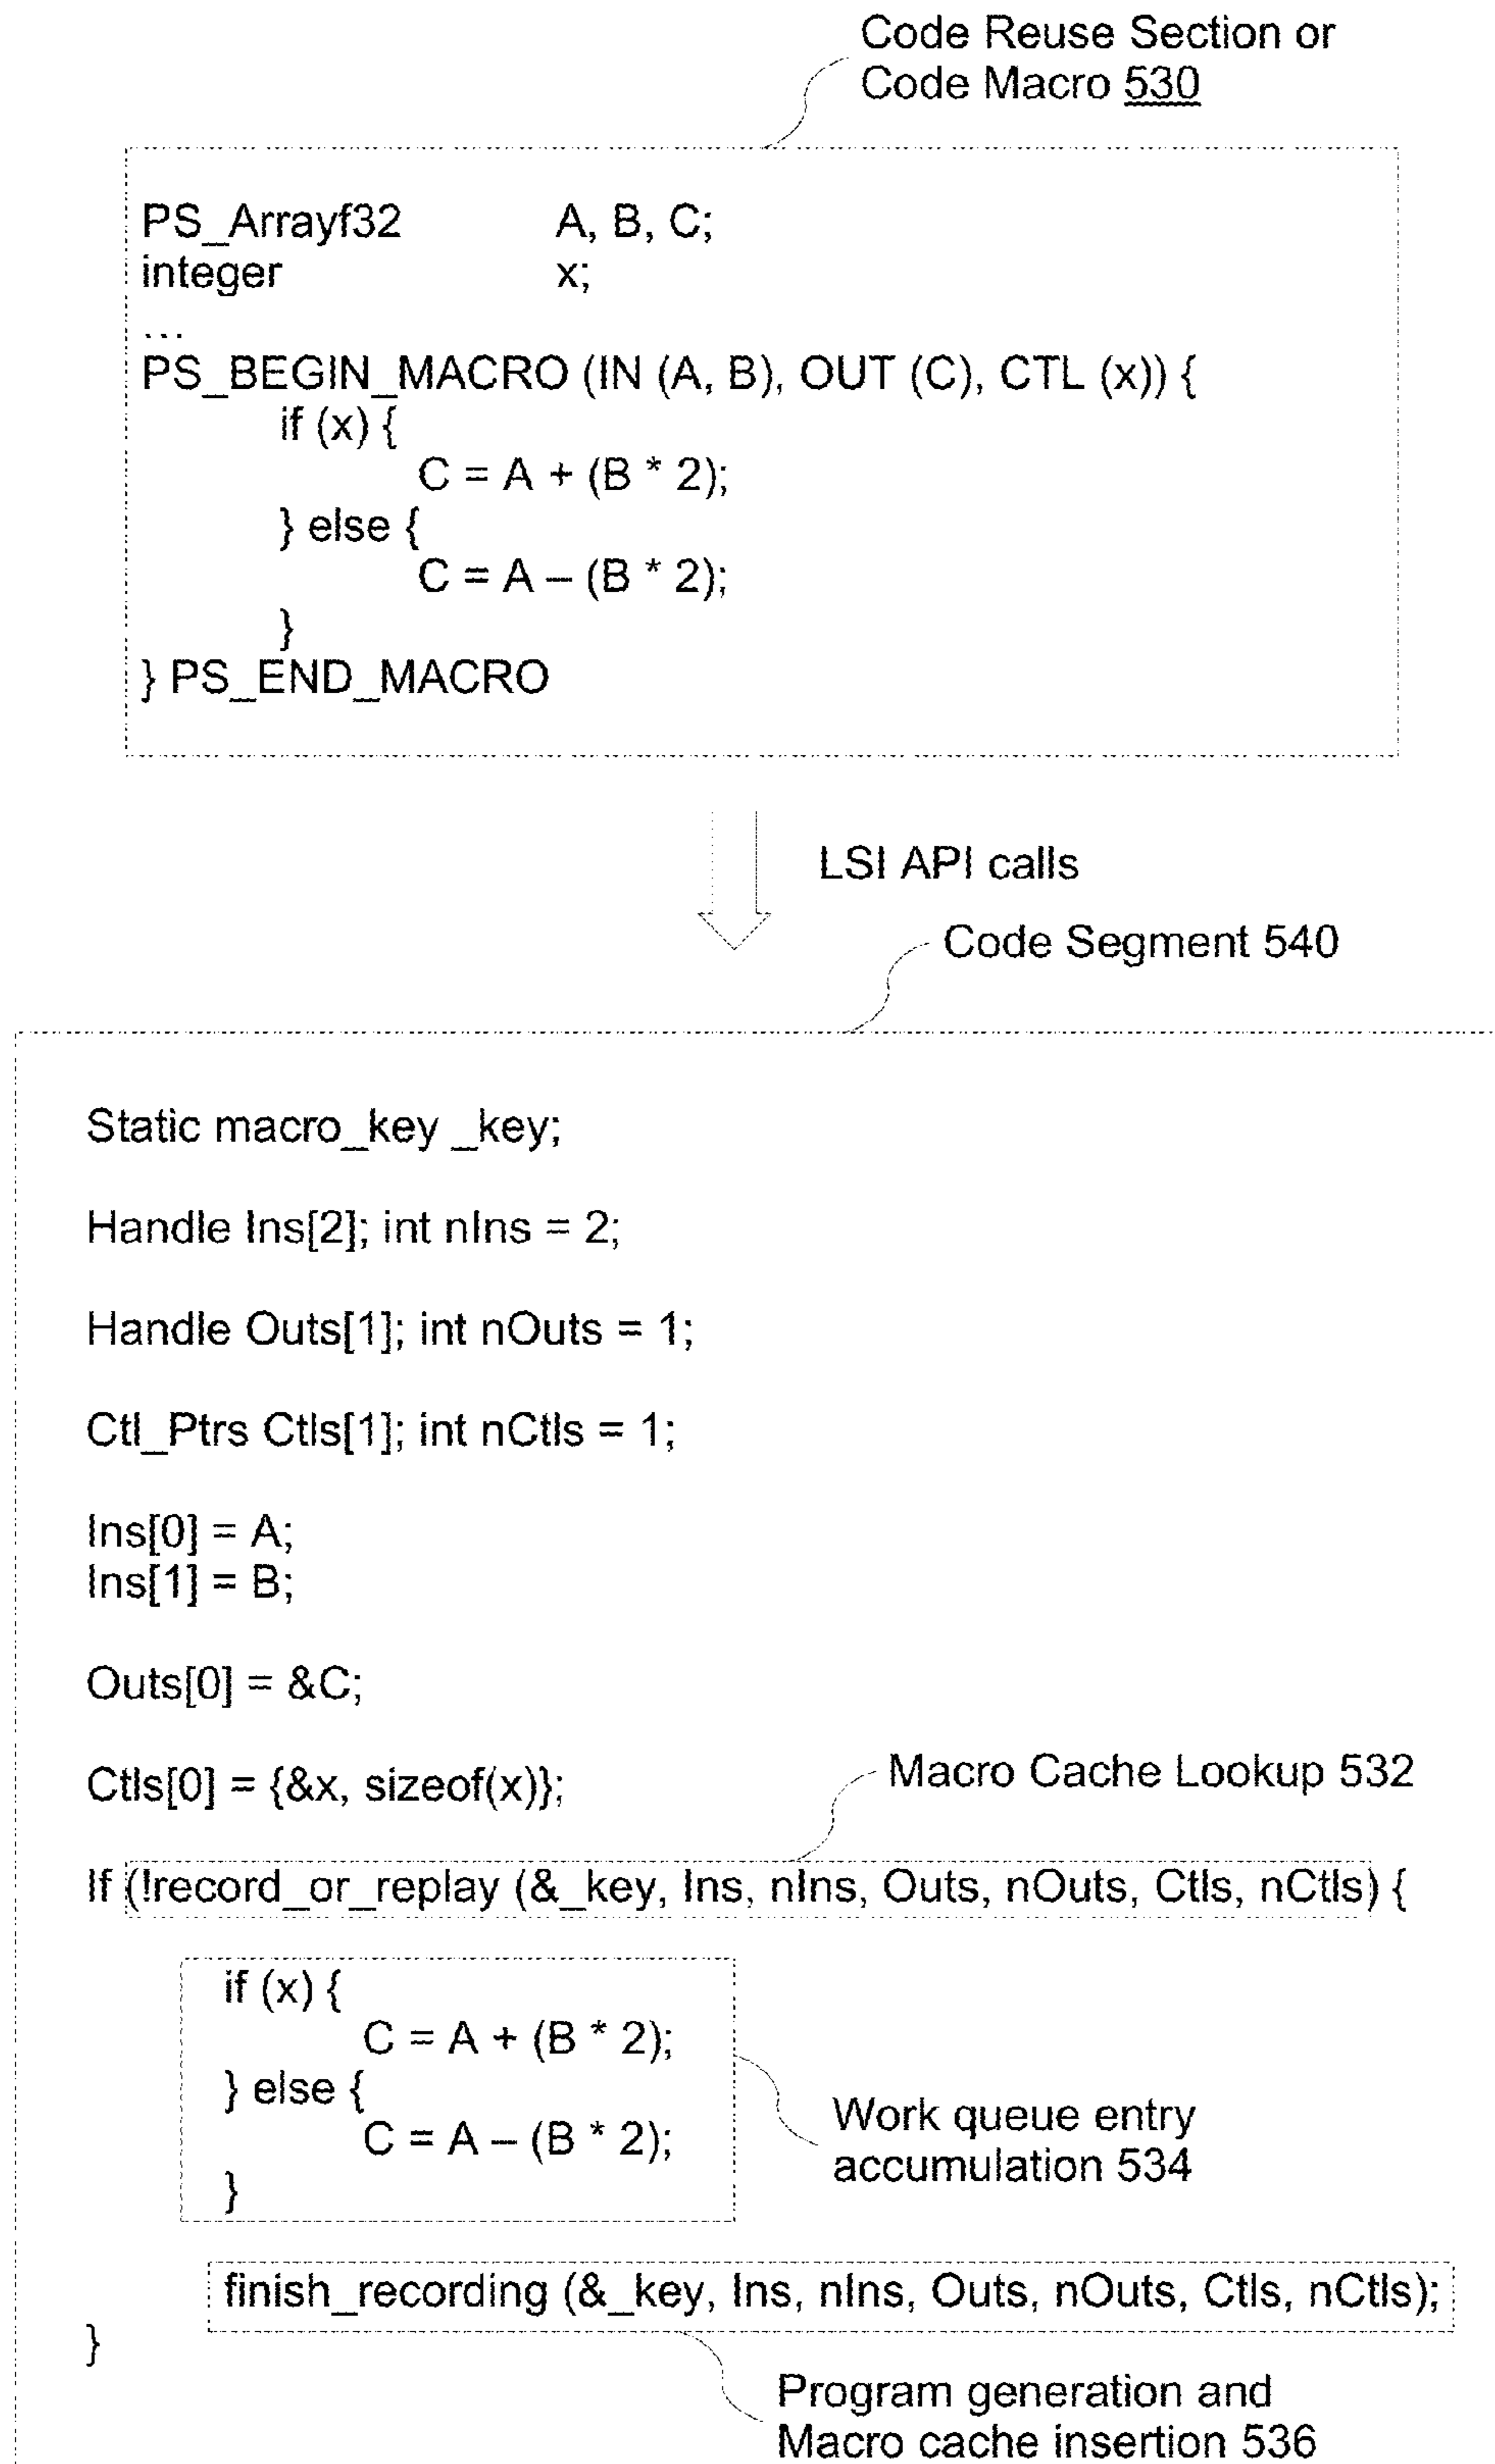 Code Reuse Section or
Code Macro 530
PS_Arrayf32 A, B, C;
integer x;
...
PS_BEGIN_MACRO (IN (A, B), OUT (C), CTL (x)) {
if (x) {
C = A + (B * 2);
} else {
C = A – (B * 2);
}
} PS_END_MACRO
LSI API calls
Code Segment 540
Static macro_key _key;
Handle Ins[2]; int nIns = 2;
Handle Outs[1]; int nOuts = 1;
Ctl_Ptrs Ctls[1]; int nCtls = 1;
Ins[0] = A;
Ins[1] = B;
Outs[0] = &C;
Ctls[0] = {&x, sizeof(x)};
Macro Cache Lookup 532
If (!record_or_replay (&_key, Ins, nIns, Outs, nOuts, Ctls, nCtls) {
if (x) {
C = A + (B * 2);
} else {
C = A – (B * 2);
}
Work queue entry
accumulation 534
finish_recording (&_key, Ins, nIns, Outs, nOuts, Ctls, nCtls);
}
Program generation and
Macro cache insertion 536